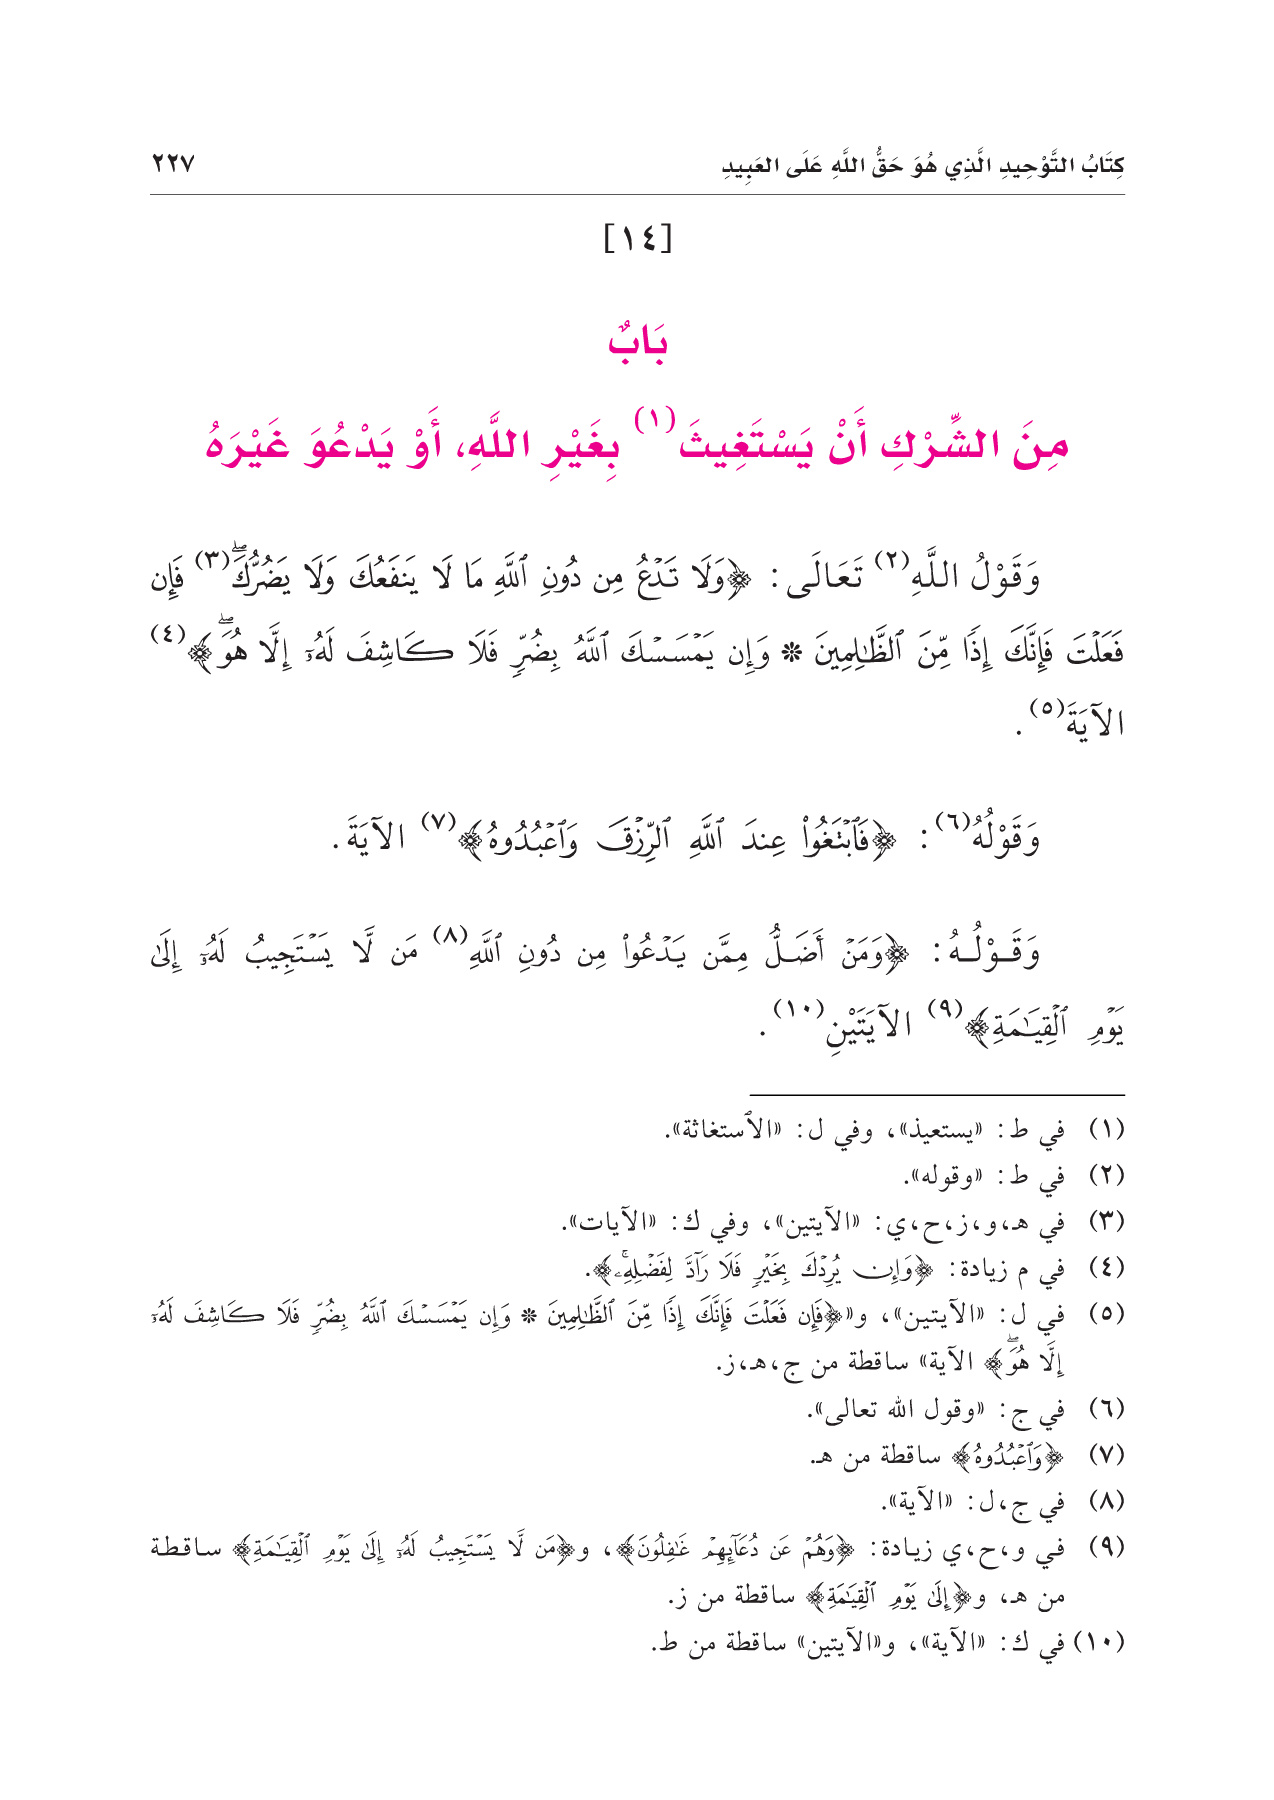 كِتَابُ التَّوْحِيدِ الَّذِي هُوَ حَقُّ اللَّهِ عَلَى العَبِيدِ
٢٢٧
[١٤]
بَابٌ
مِنَ الشِّرْكِ أَنْ يَسْتَغِيثَ(١) بِغَيْرِ اللَّهِ، أَوْ يَدْعُوَ غَيْرَهُ
وَقَوْلُ اللَّهِ(٢) تَعَالَى: ﴿وَلَا تَدۡعُ مِن دُونِ ٱللَّهِ مَا لَا يَنفَعُكَ وَلَا يَضُرُّكَۖ(٣) فَإِن
فَعَلۡتَ فَإِنَّكَ إِذٗا مِّنَ ٱلظَّٰلِمِينَ * وَإِن يَمۡسَسۡكَ ٱللَّهُ بِضُرّٖ فَلَا كَاشِفَ لَهُۥٓ إِلَّا هُوَۖ﴾(٤)
الآيَةَ(٥).
وَقَوْلُهُ(٦): ﴿فَٱبۡتَغُواْ عِندَ ٱللَّهِ ٱلرِّزۡقَ وَٱعۡبُدُوهُ﴾(٧) الآيَةَ.
وَقَوْلُهُ: ﴿وَمَنۡ أَضَلُّ مِمَّن يَدۡعُواْ مِن دُونِ ٱللَّهِ(٨) مَن لَّا يَسۡتَجِيبُ لَهُۥٓ إِلَىٰ
يَوۡمِ ٱلۡقِيَٰمَةِ﴾(٩) الآيَتَيْنِ(١٠).
(١) في ط: «يستعيذ»، وفي ل: «الٱستغاثة».
(٢) في ط: «وقوله».
(٣) في هـ،و،ز،ح،ي: «الآيتين»، وفي ك: «الآيات».
(٤) في م زيادة: ﴿وَإِن يُرِدۡكَ بِخَيۡرٖ فَلَا رَآدَّ لِفَضۡلِهِۦۚ﴾.
(٥) في ل: «الآيتين»، و«﴿فَإِن فَعَلۡتَ فَإِنَّكَ إِذٗا مِّنَ ٱلظَّٰلِمِينَ * وَإِن يَمۡسَسۡكَ ٱللَّهُ بِضُرّٖ فَلَا كَاشِفَ لَهُۥٓ
إِلَّا هُوَۖ﴾ الآية» ساقطة من ج،هـ،ز.
(٦) في ج: «وقول الله تعالى».
(٧) ﴿وَٱعۡبُدُوهُ﴾ ساقطة من هـ.
(٨) في ج،ل: «الآية».
(٩) في و،ح،ي زيادة: ﴿وَهُمۡ عَن دُعَآئِهِمۡ غَٰفِلُونَ﴾، و﴿مَن لَّا يَسۡتَجِيبُ لَهُۥٓ إِلَىٰ يَوۡمِ ٱلۡقِيَٰمَةِ﴾ ساقطة
من هـ، و﴿إِلَىٰ يَوۡمِ ٱلۡقِيَٰمَةِ﴾ ساقطة من ز.
(١٠) في ك: «الآية»، و«الآيتين» ساقطة من ط.